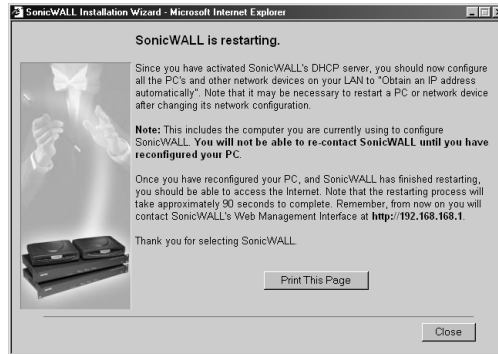 SonicWALL Installation Wizard - Microsoft Internet Explorer
SonicWALL is restarting.
Since you have activated SonicWALL's DHCP server, you should now configure
all the PC's and other network devices on your LAN to "Obtain an IP address
automatically". Note that it may be necessary to restart a PC or network device
after changing its network configuration.
Note: This includes the computer you are currently using to configure
SonicWALL. You will not be able to re-contact SonicWALL until you have
reconfigured your PC.
Once you have reconfigured your PC, and SonicWALL has finished restarting,
you should be able to access the Internet. Note that the restarting process will
take approximately 90 seconds to complete. Remember, from now on you will
contact SonicWALL's Web Management Interface at http://192.168.168.1.
Thank you for selecting SonicWALL.
Print This Page
Close